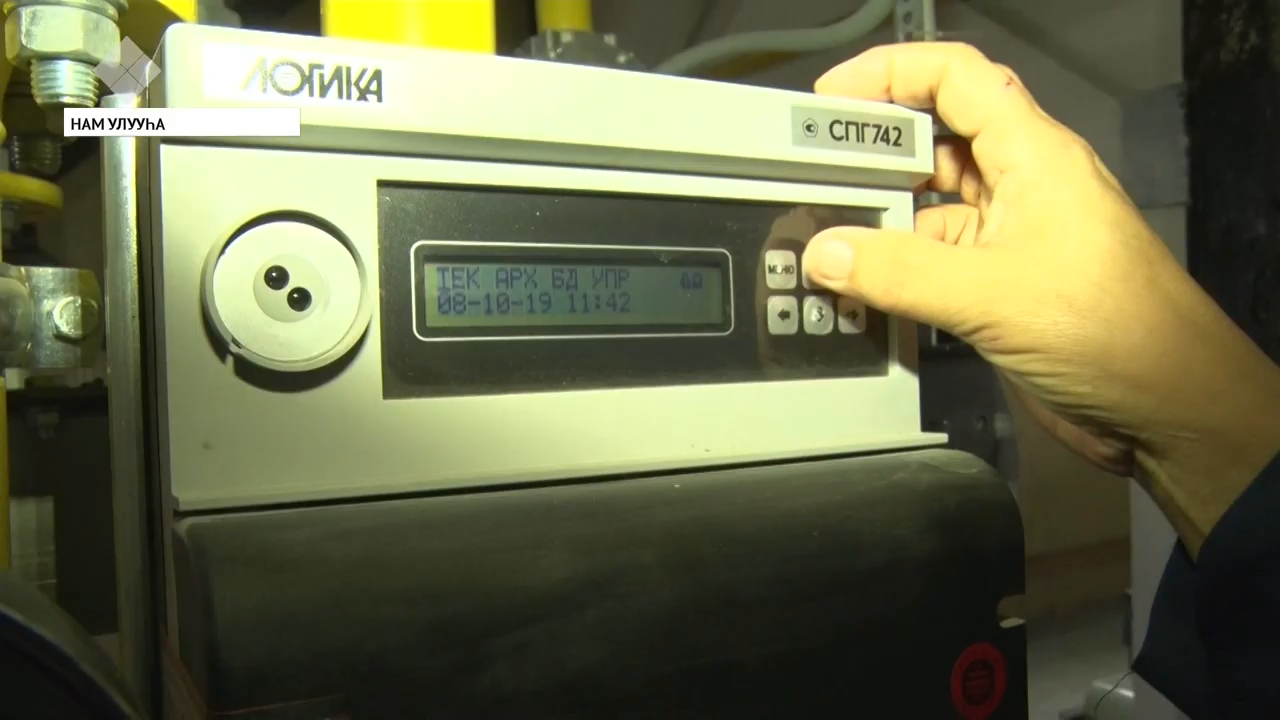 ЛОГИКА
НАМ УЛУУҺА
СПГ742
ТЕК АРХ БД УПР
08-10-19 11:42
МЕНЮ